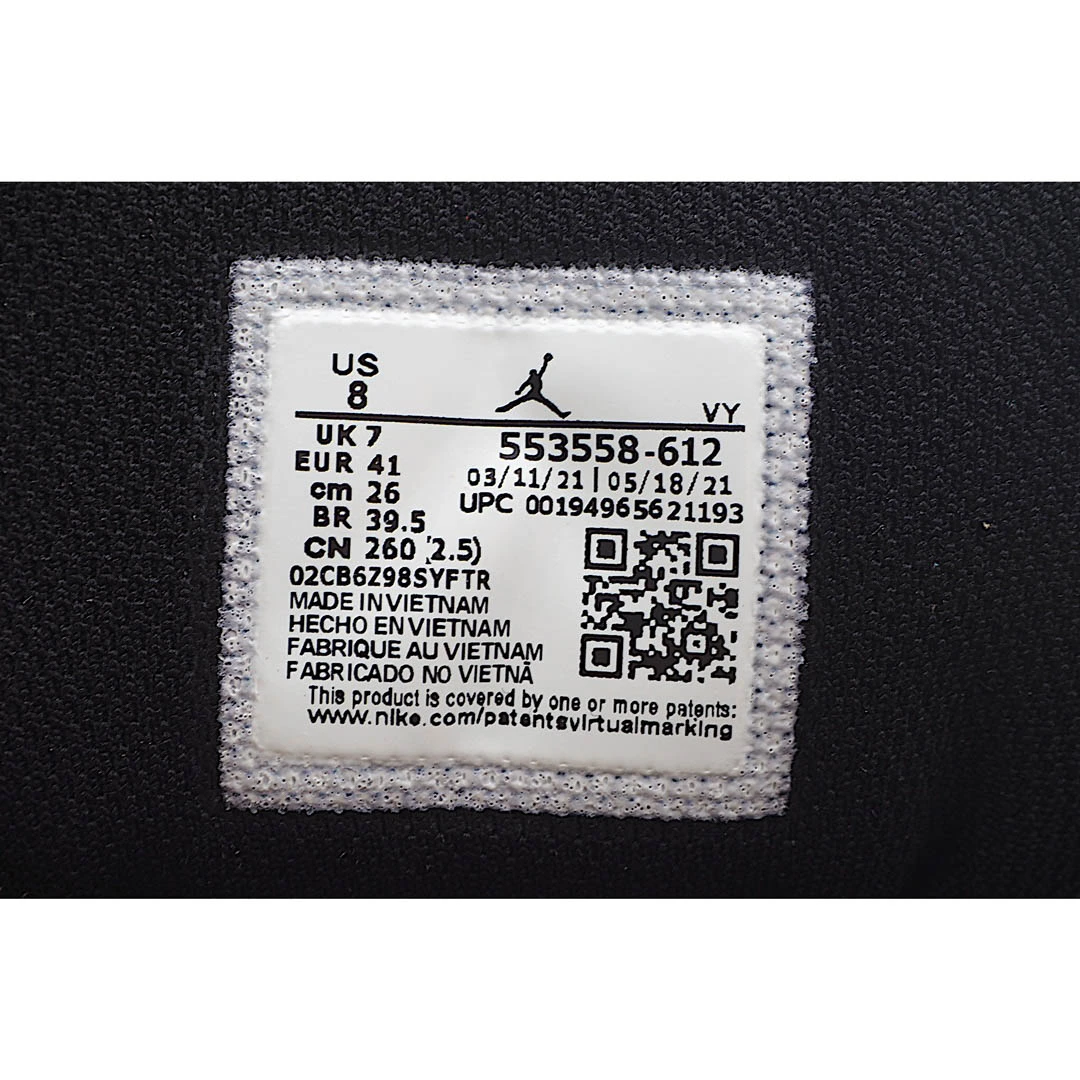 US
8
VY
UK 7
553558-612
EUR 41
03/11/21 | 05/18/21
cm 26
UPC 00194965621193
BR 39.5
CN 260 (2.5)
02CB6Z98SYFTR
MADE IN VIETNAM
HECHO EN VIETNAM
FABRIQUE AU VIETNAM
FABRICADO NO VIETNÃ
This product is covered by one or more patents:
www.nike.com/patentsvirtualmarking